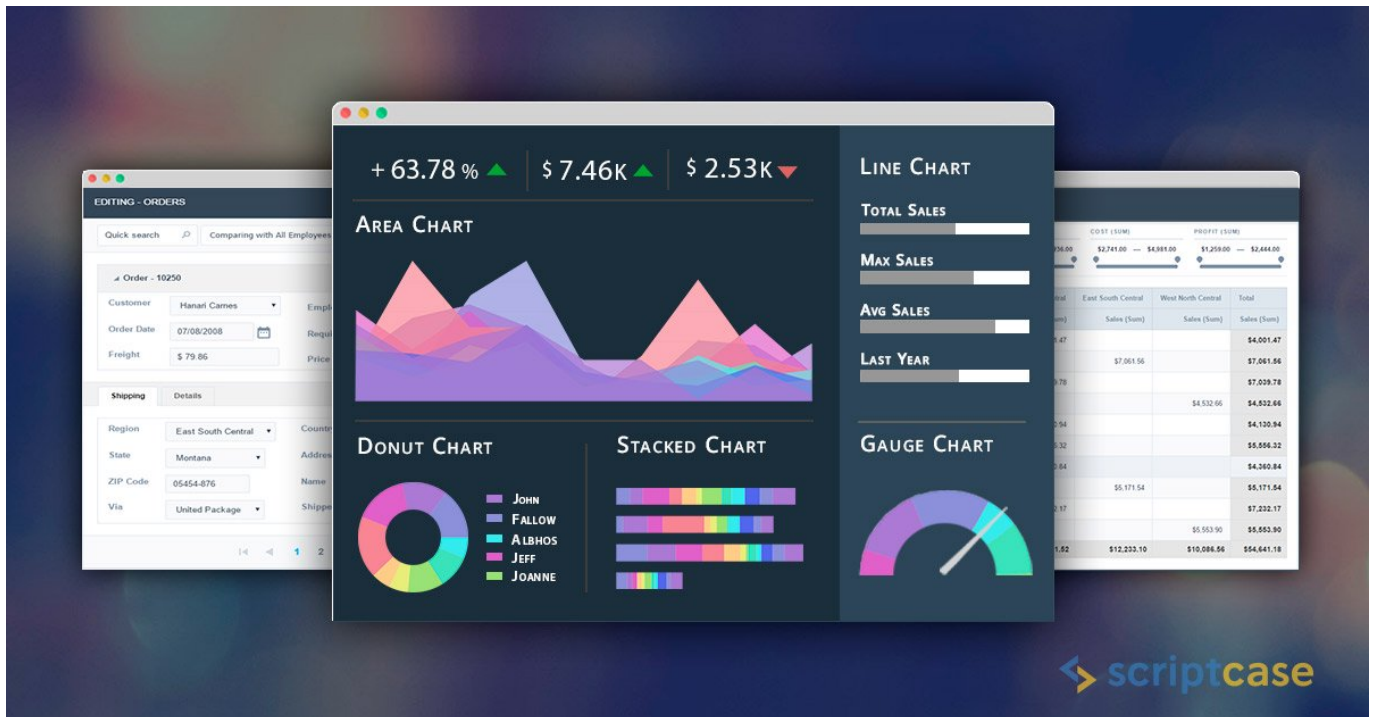 EDITING - ORDERS
Quick search
Comparing with All Employees
Order - 10250
Customer
Hanari Carnes
Order Date
07/08/2008
Freight
$ 79.86
Shipping
Details
Region
East South Central
State
Montana
ZIP Code
05454-876
Via
United Package
1 2
+ 63.78 %
$ 7.46K
$ 2.53K
AREA CHART
DONUT CHART
JOHN
FALLOW
ALBHOS
JEFF
JOANNE
STACKED CHART
LINE CHART
TOTAL SALES
MAX SALES
AVG SALES
LAST YEAR
GAUGE CHART
COST (SUM) PROFIT (SUM)
$2,741.00 — $4,981.00 $1,259.00 — $2,444.00
East South Central West North Central Total
Sales (Sum) Sales (Sum) Sales (Sum)
$4,001.47
$7,061.56 $7,061.56
$7,039.78
$4,532.66 $4,532.66
$4,130.94
$5,556.32
$4,360.84
$5,171.54 $5,171.54
$7,232.17
$5,553.90 $5,553.90
$12,233.10 $10,086.56 $54,641.18
scriptcase